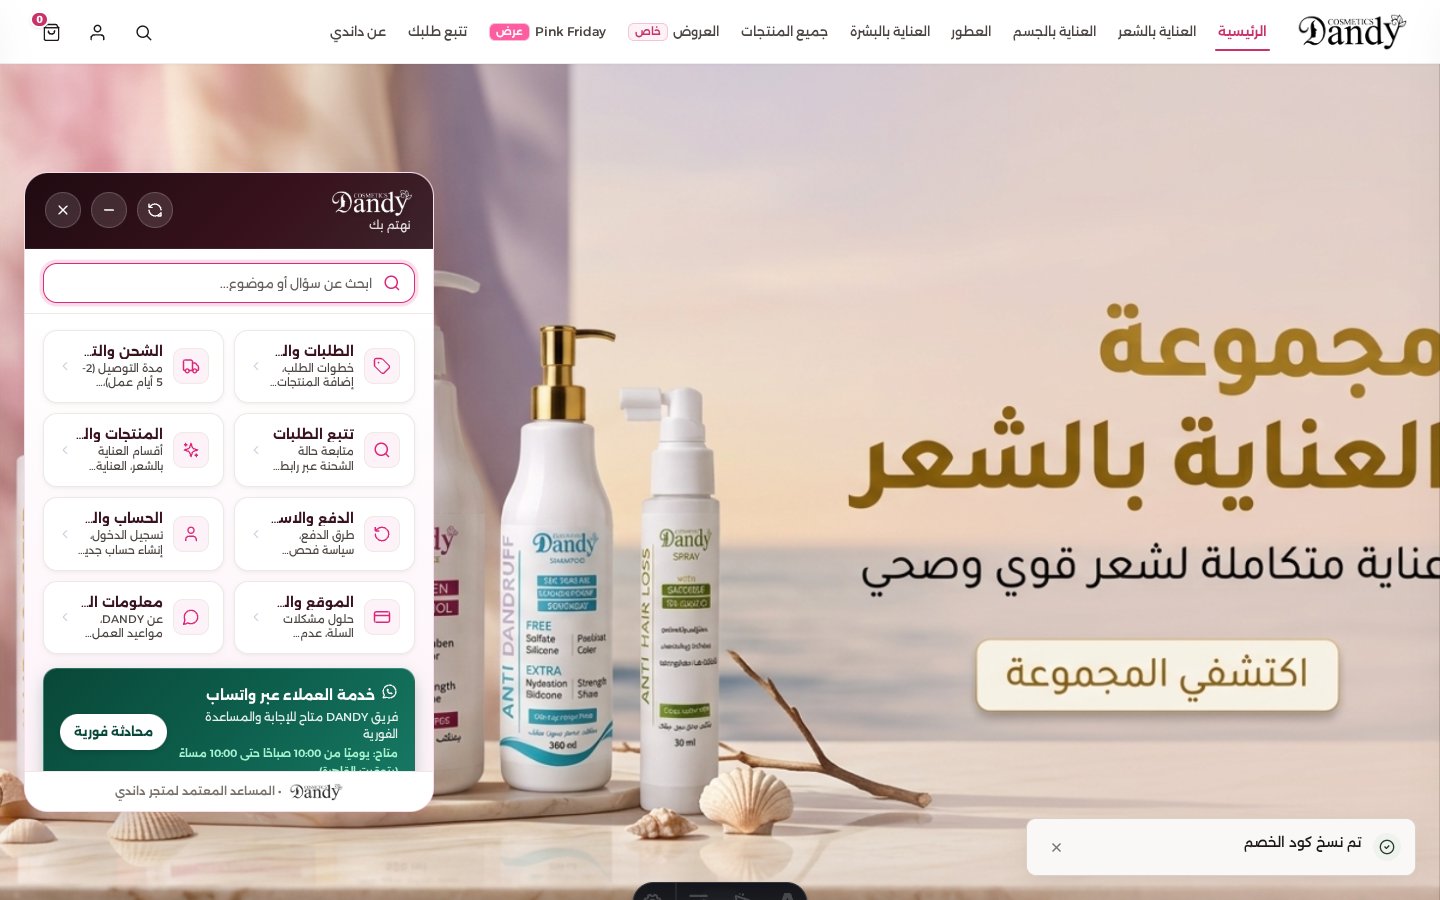 COSMETICS
Dandy
الرئيسية
العناية بالشعر
العناية بالجسم
العطور
العناية بالبشرة
جميع المنتجات
العروض
خاص
Pink Friday
عرض
تتبع طلبك
عن داندي
0
COSMETICS
Dandy
نهتم بك
ابحث عن سؤال أو موضوع...
الطلبات والـ...
خطوات الطلب،
إضافة المنتجات...
الشحن والتـ...
مدة التوصيل (2-
5 أيام عمل)،...
تتبع الطلبات
متابعة حالة
الشحنة عبر رابط...
المنتجات والـ...
أقسام العناية
بالشعر، العناية...
الدفع والاسـ...
طرق الدفع،
سياسة فحص...
الحساب والـ...
تسجيل الدخول،
إنشاء حساب جديـ...
الموقع والـ...
حلول مشكلات
السلة، عدم...
معلومات الـ...
عن DANDY،
مواعيد العمل...
خدمة العملاء عبر واتساب
فريق DANDY متاح للإجابة والمساعدة
الفورية
متاح: يوميًا من 10:00 صباحًا حتى 10:00 مساءً
(بتوقيت القاهرة)
محادثة فورية
Dandy
• المساعد المعتمد لمتجر داندي
مجموعة
العناية بالشعر
عناية متكاملة لشعر قوي وصحي
اكتشفي المجموعة
Dandy
ANTI DANDRUFF
FREE
Solfate
Silicone
EXTRA
Strength
360
Dandy
SPRAY
ANTI HAIR LOSS
30 ml
تم نسخ كود الخصم